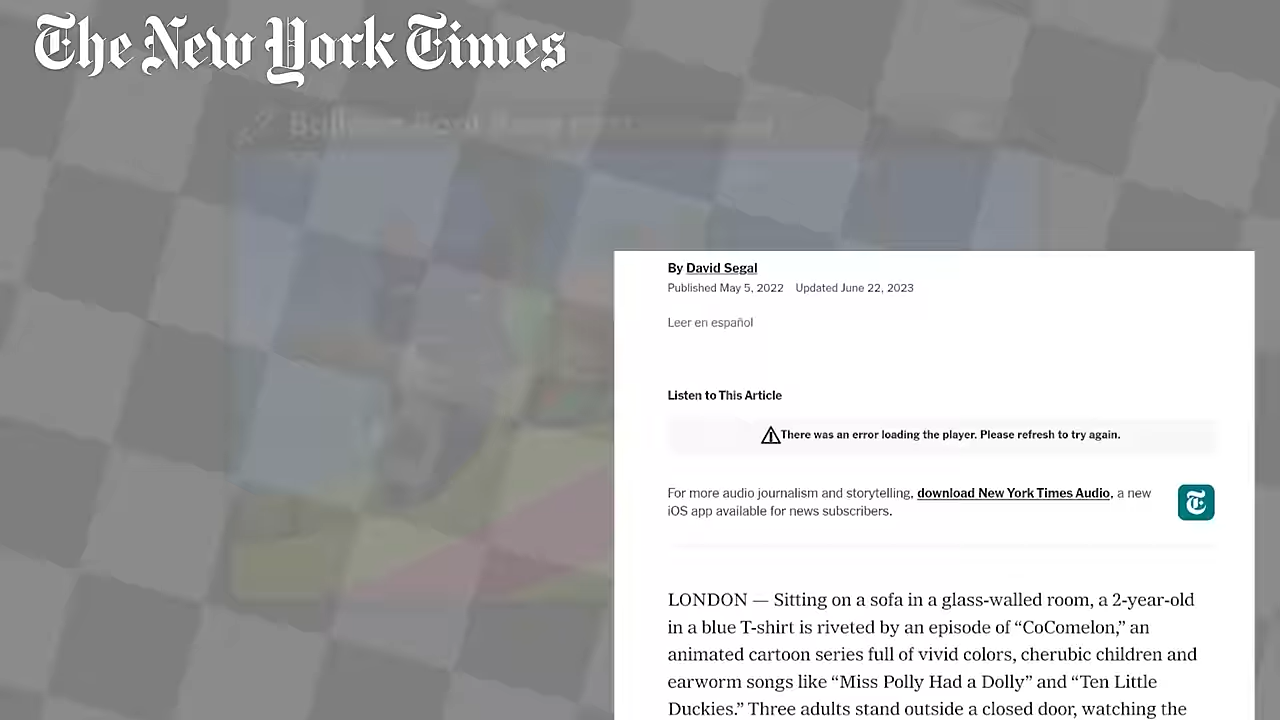 The New York Times
By David Segal
Published May 5, 2022 Updated June 22, 2023
Leer en español
Listen to This Article
There was an error loading the player. Please refresh to try again.
For more audio journalism and storytelling, download New York Times Audio, a new
iOS app available for news subscribers.
LONDON — Sitting on a sofa in a glass-walled room, a 2-year-old
in a blue T-shirt is riveted by an episode of “CoComelon,” an
animated cartoon series full of vivid colors, cherubic children and
earworm songs like “Miss Polly Had a Dolly” and “Ten Little
Duckies.” Three adults stand outside a closed door, watching the